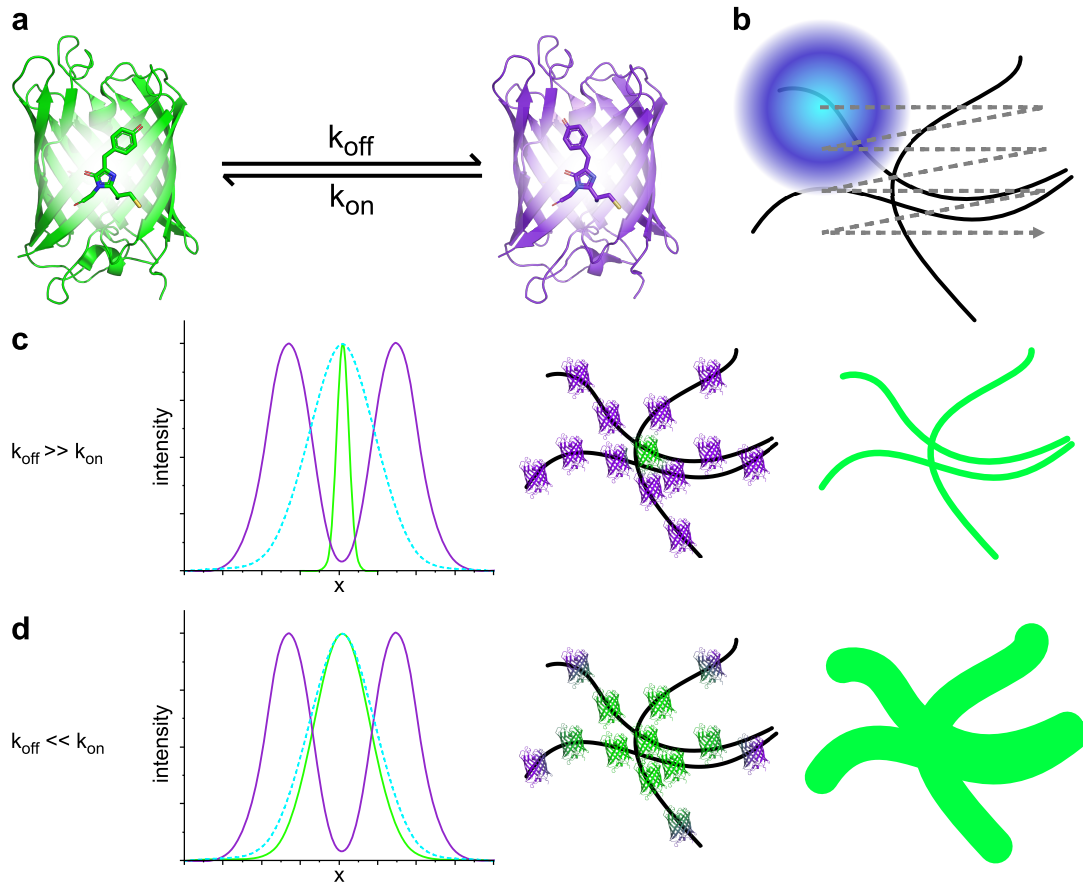 a
b
k_off
k_on
c
k_off >> k_on
intensity
x
d
k_off << k_on
intensity
x